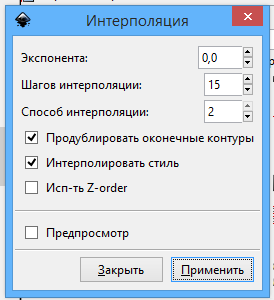 Интерполяция
Экспонента: 0,0
Шагов интерполяции: 15
Способ интерполяции: 2
Продублировать оконечные контуры
Интерполировать стиль
Исп-ть Z-order
Предпросмотр
Закрыть Применить